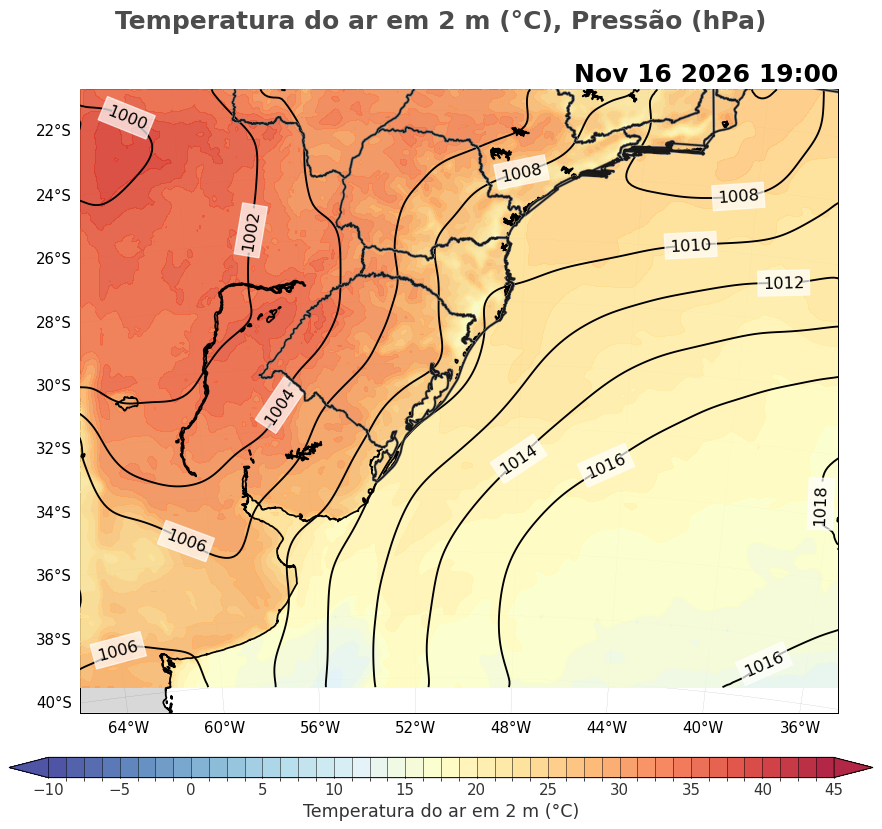 Temperatura do ar em 2 m (°C), Pressão (hPa)
Nov 16 2026 19:00
22°S
24°S
26°S
28°S
30°S
32°S
34°S
36°S
38°S
40°S
1000
1002
1008
1008
1010
1012
1004
1014
1016
1018
1006
1006
1016
64°W 60°W 56°W 52°W 48°W 44°W 40°W 36°W
−10 −5 0 5 10 15 20 25 30 35 40 45
Temperatura do ar em 2 m (°C)